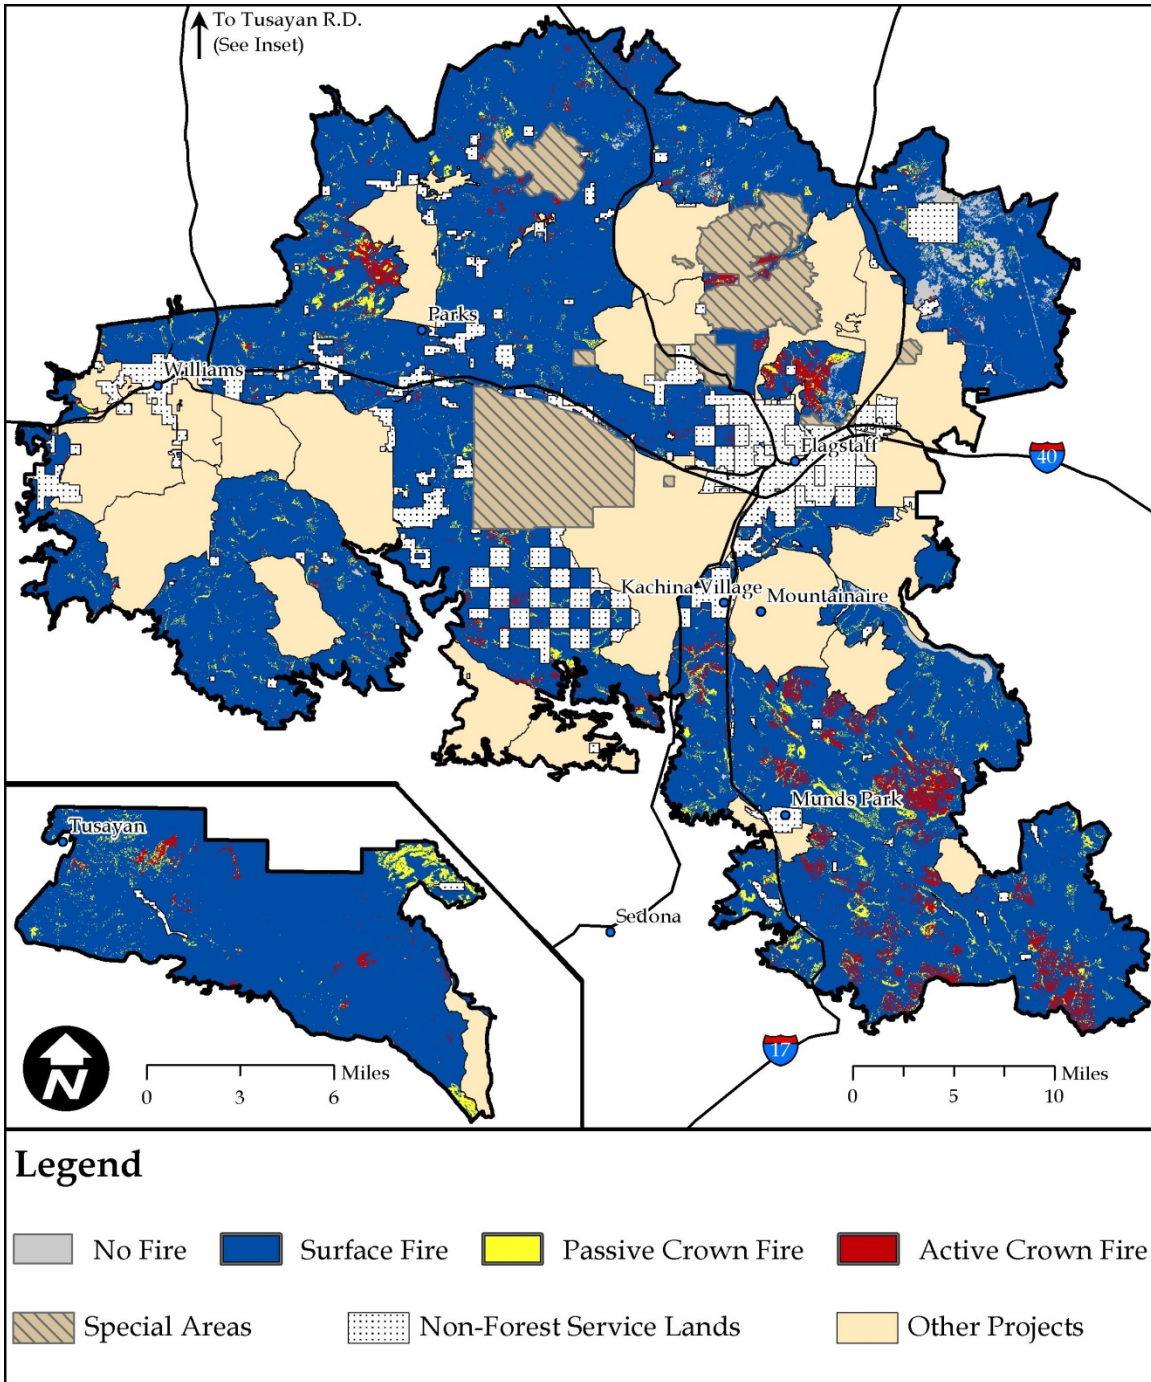 To Tusayan R.D.
(See Inset)
Parks
Williams
Flagstaff
40
Kachina Village
Mountainaire
Munds Park
Tusayan
Sedona
17
N
Miles
0 3 6
Miles
0 5 10
Legend
No Fire Surface Fire Passive Crown Fire Active Crown Fire
Special Areas Non-Forest Service Lands Other Projects